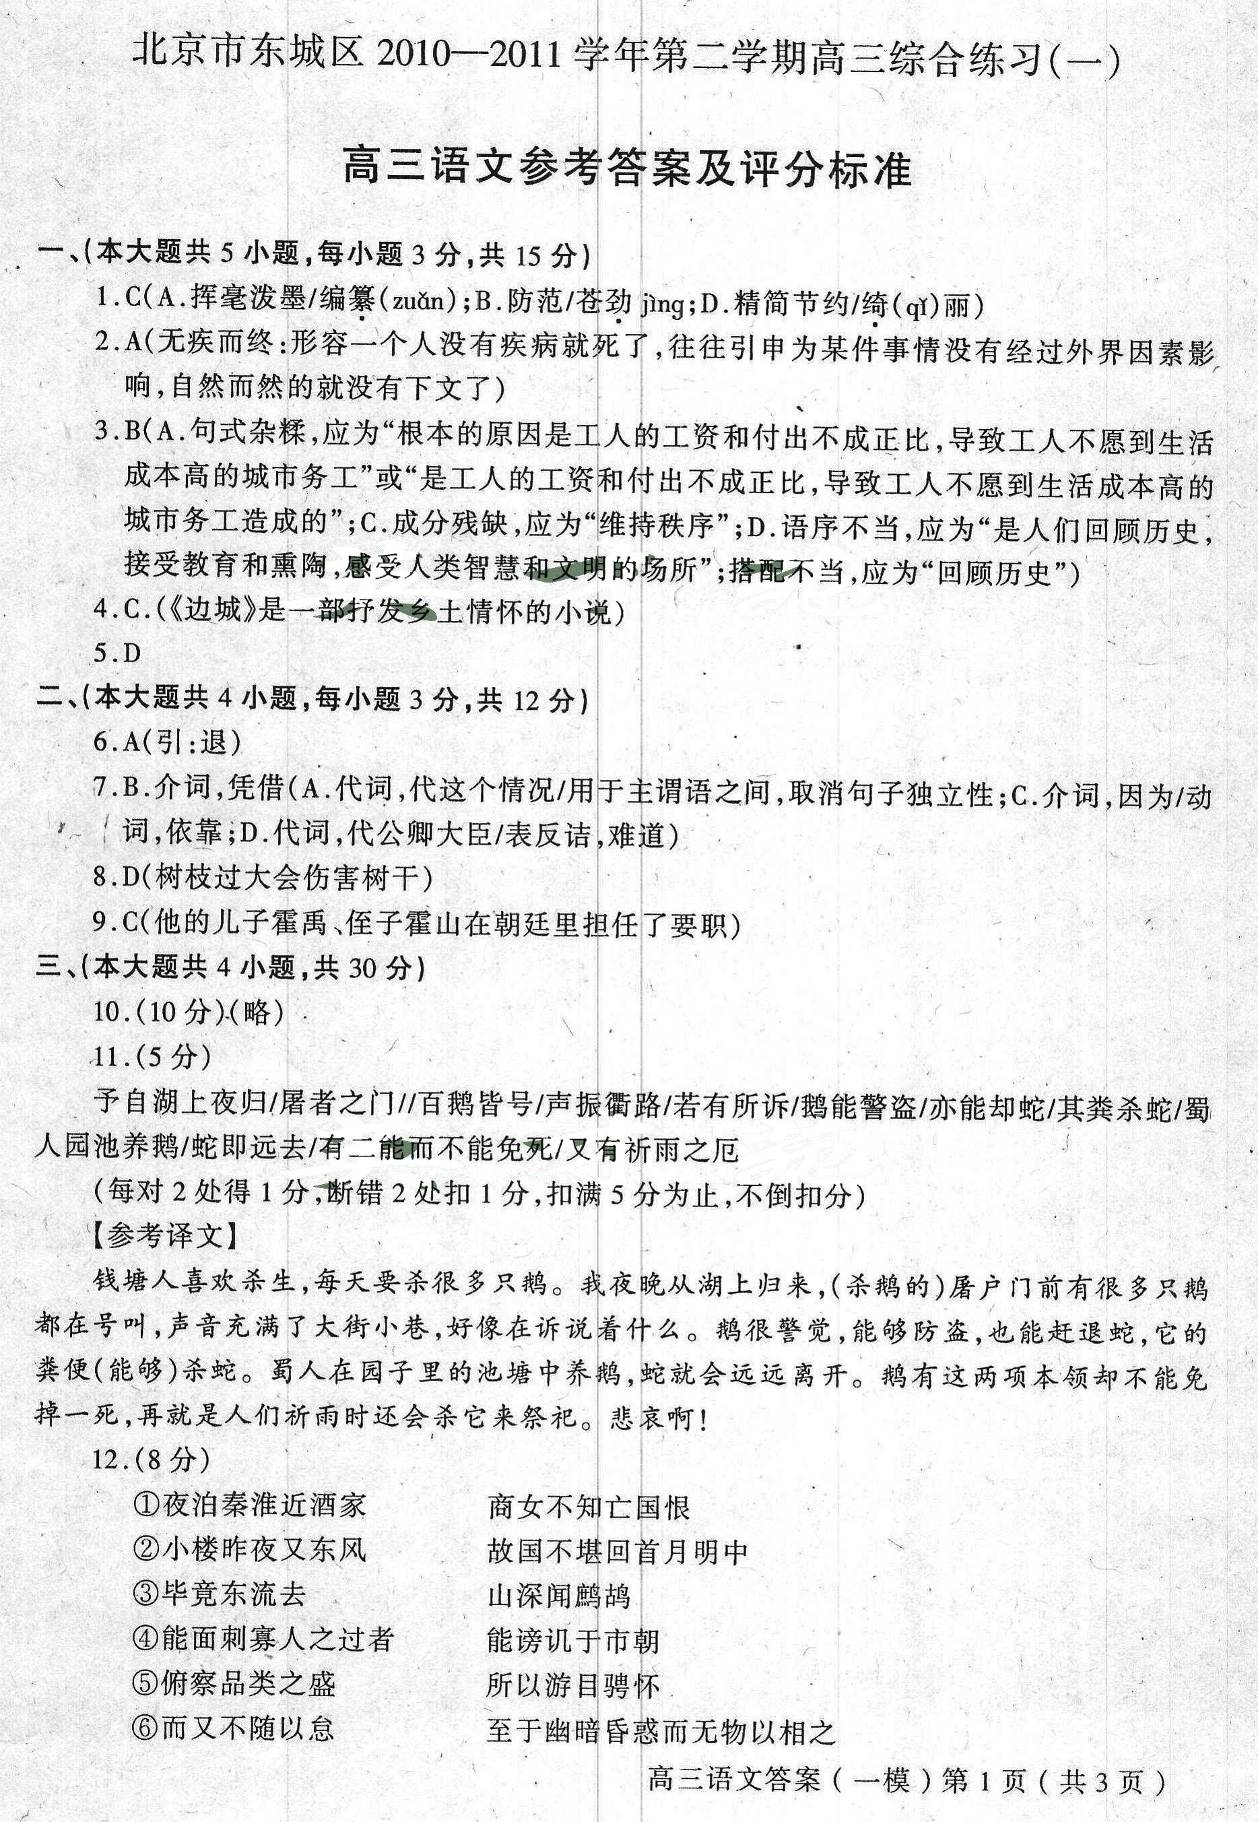 北京市东城区 2010—2011 学年第二学期高三综合练习(一)
高三语文参考答案及评分标准
一、(本大题共 5 小题,每小题 3 分,共 15 分)
1.C(A.挥毫泼墨/编纂(zuǎn);B.防范/苍劲 jìng;D.精简节约/绮(qǐ)丽)
2.A(无疾而终:形容一个人没有疾病就死了,往往引申为某件事情没有经过外界因素影
响,自然而然的就没有下文了)
3.B(A.句式杂糅,应为“根本的原因是工人的工资和付出不成正比,导致工人不愿到生活
成本高的城市务工”或“是工人的工资和付出不成正比,导致工人不愿到生活成本高的
城市务工造成的”;C.成分残缺,应为“维持秩序”;D.语序不当,应为“是人们回顾历史,
接受教育和熏陶,感受人类智慧和文明的场所”;搭配不当,应为“回顾历史”)
4.C.(《边城》是一部抒发乡土情怀的小说)
5.D
二、(本大题共 4 小题,每小题 3 分,共 12 分)
6.A(引:退)
7.B.介词,凭借(A.代词,代这个情况/用于主谓语之间,取消句子独立性;C.介词,因为/动
词,依靠;D.代词,代公卿大臣/表反诘,难道)
8.D(树枝过大会伤害树干)
9.C(他的儿子霍禹、侄子霍山在朝廷里担任了要职)
三、(本大题共 4 小题,共 30 分)
10.(10 分)(略)
11.(5 分)
予自湖上夜归/屠者之门//百鹅皆号/声振衢路/若有所诉/鹅能警盗/亦能却蛇/其粪杀蛇/蜀
人园池养鹅/蛇即远去/有二能而不能免死/又有祈雨之厄
(每对 2 处得 1 分,断错 2 处扣 1 分,扣满 5 分为止,不倒扣分)
【参考译文】
钱塘人喜欢杀生,每天要杀很多只鹅。我夜晚从湖上归来,(杀鹅的)屠户门前有很多只鹅
都在号叫,声音充满了大街小巷,好像在诉说着什么。鹅很警觉,能够防盗,也能赶退蛇,它的
粪便(能够)杀蛇。蜀人在园子里的池塘中养鹅,蛇就会远远离开。鹅有这两项本领却不能免
掉一死,再就是人们祈雨时还会杀它来祭祀。悲哀啊!
12.(8 分)
①夜泊秦淮近酒家 商女不知亡国恨
②小楼昨夜又东风 故国不堪回首月明中
③毕竟东流去 山深闻鹧鸪
④能面刺寡人之过者 能谤讥于市朝
⑤俯察品类之盛 所以游目骋怀
⑥而又不随以怠 至于幽暗昏惑而无物以相之
高三语文答案(一模)第 1 页(共 3 页)